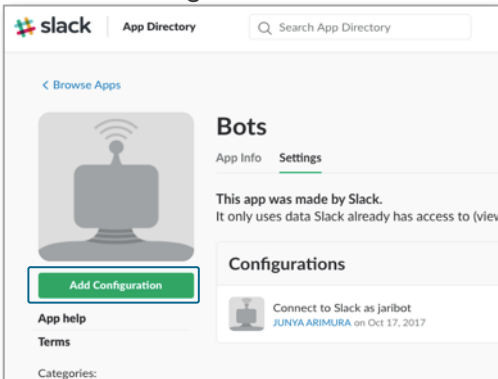 slack
App Directory
Search App Directory
< Browse Apps
Bots
App Info Settings
This app was made by Slack.
It only uses data Slack already has access to (view
Configurations
Add Configuration
Connect to Slack as jaribot
JUNYA ARIMURA on Oct 17, 2017
App help
Terms
Categories: